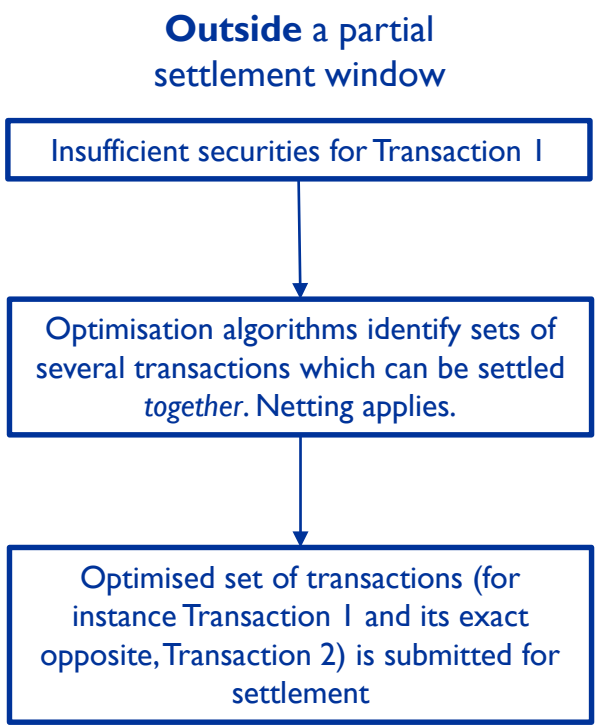 Outside a partial
settlement window
Insufficient securities for Transaction 1
Optimisation algorithms identify sets of
several transactions which can be settled
together. Netting applies.
Optimised set of transactions (for
instance Transaction 1 and its exact
opposite, Transaction 2) is submitted for
settlement